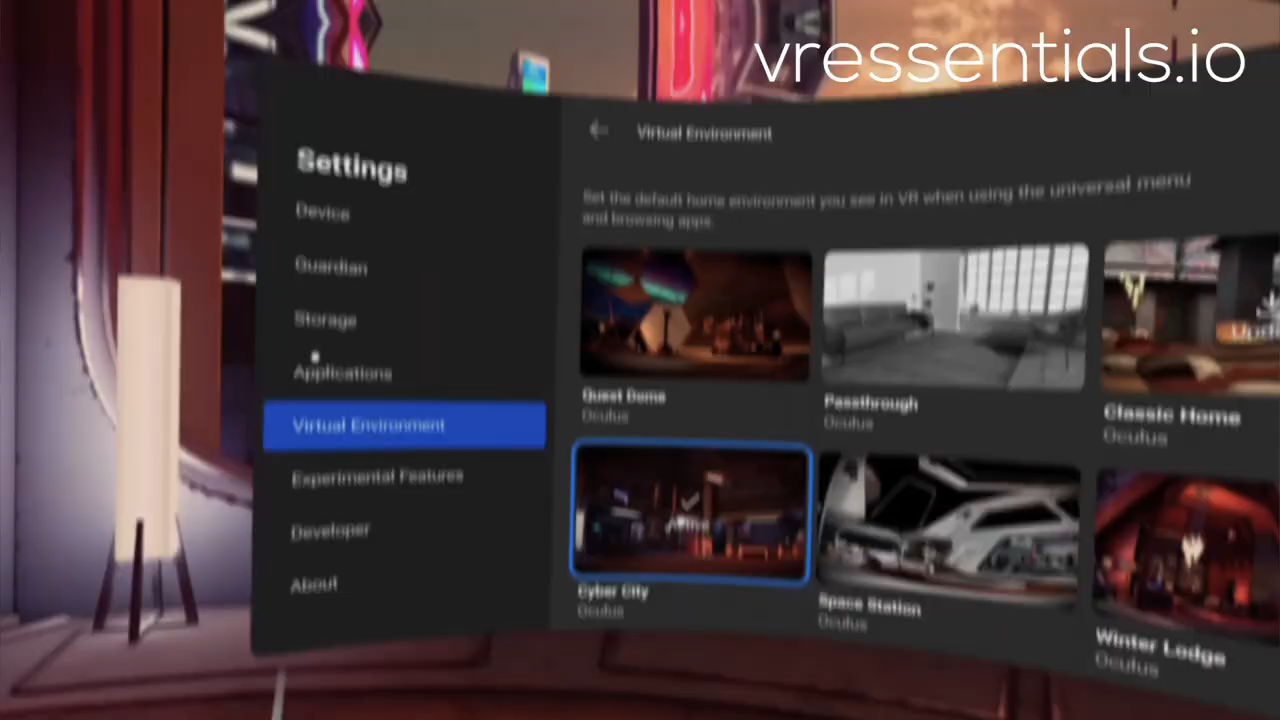 vressentials.io
Settings
Device
Guardian
Storage
Applications
Virtual Environment
Experimental Features
Developer
About
Virtual Environment
Set the default home environment you see in VR when using the universal menu
and browsing apps.
Quest Dome
Oculus
Passthrough
Oculus
Classic Home
Oculus
Active
Cyber City
Oculus
Space Station
Oculus
Winter Lodge
Oculus